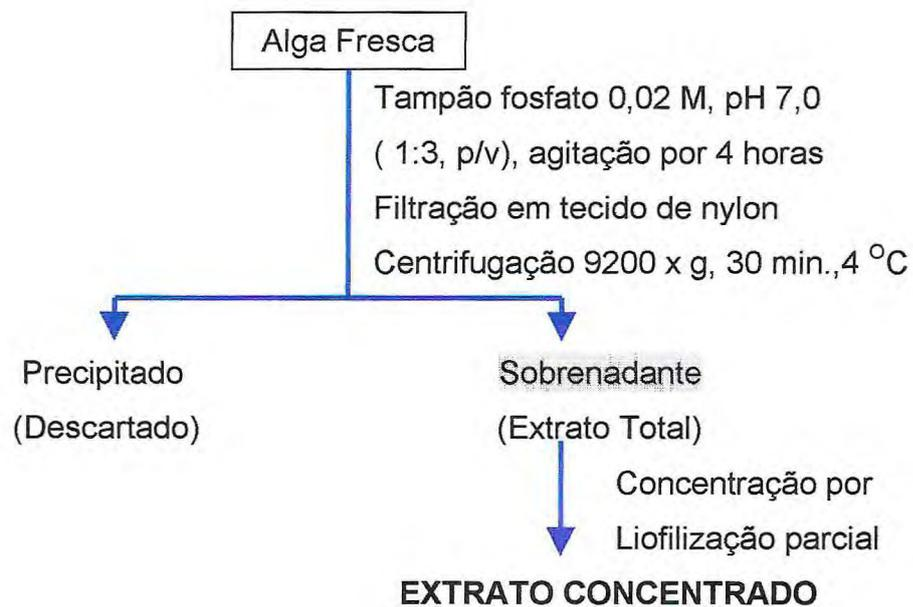 Alga Fresca
Tampão fosfato 0,02 M, pH 7,0
( 1:3, p/v), agitação por 4 horas
Filtração em tecido de nylon
Centrifugação 9200 x g, 30 min.,4 °C
Precipitado
(Descartado)
Sobrenadante
(Extrato Total)
Concentração por
Liofilização parcial
EXTRATO CONCENTRADO